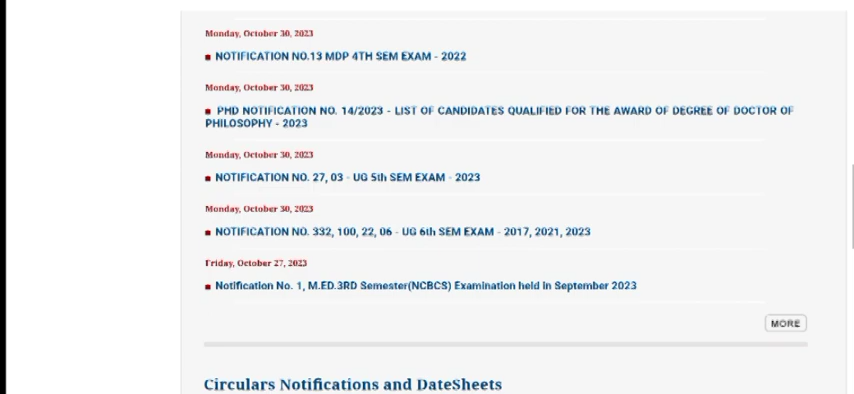 Monday, October 30, 2023
NOTIFICATION NO.13 MDP 4TH SEM EXAM - 2022
Monday, October 30, 2023
PHD NOTIFICATION NO. 14/2023 - LIST OF CANDIDATES QUALIFIED FOR THE AWARD OF DEGREE OF DOCTOR OF
PHILOSOPHY - 2023
Monday, October 30, 2023
NOTIFICATION NO. 27, 03 - UG 5th SEM EXAM - 2023
Monday, October 30, 2023
NOTIFICATION NO. 332, 100, 22, 06 - UG 6th SEM EXAM - 2017, 2021, 2023
Friday, October 27, 2023
Notification No. 1, M.ED.3RD Semester(NCBCS) Examination held in September 2023
MORE
Circulars Notifications and DateSheets